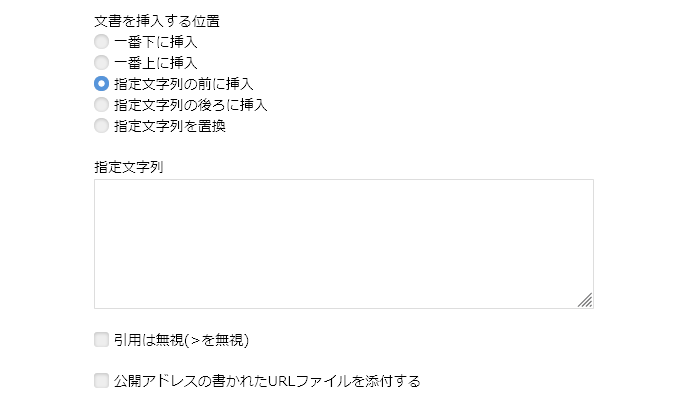 文書を挿入する位置
一番下に挿入
一番上に挿入
指定文字列の前に挿入
指定文字列の後ろに挿入
指定文字列を置換
指定文字列
引用は無視(>を無視)
公開アドレスの書かれたURLファイルを添付する